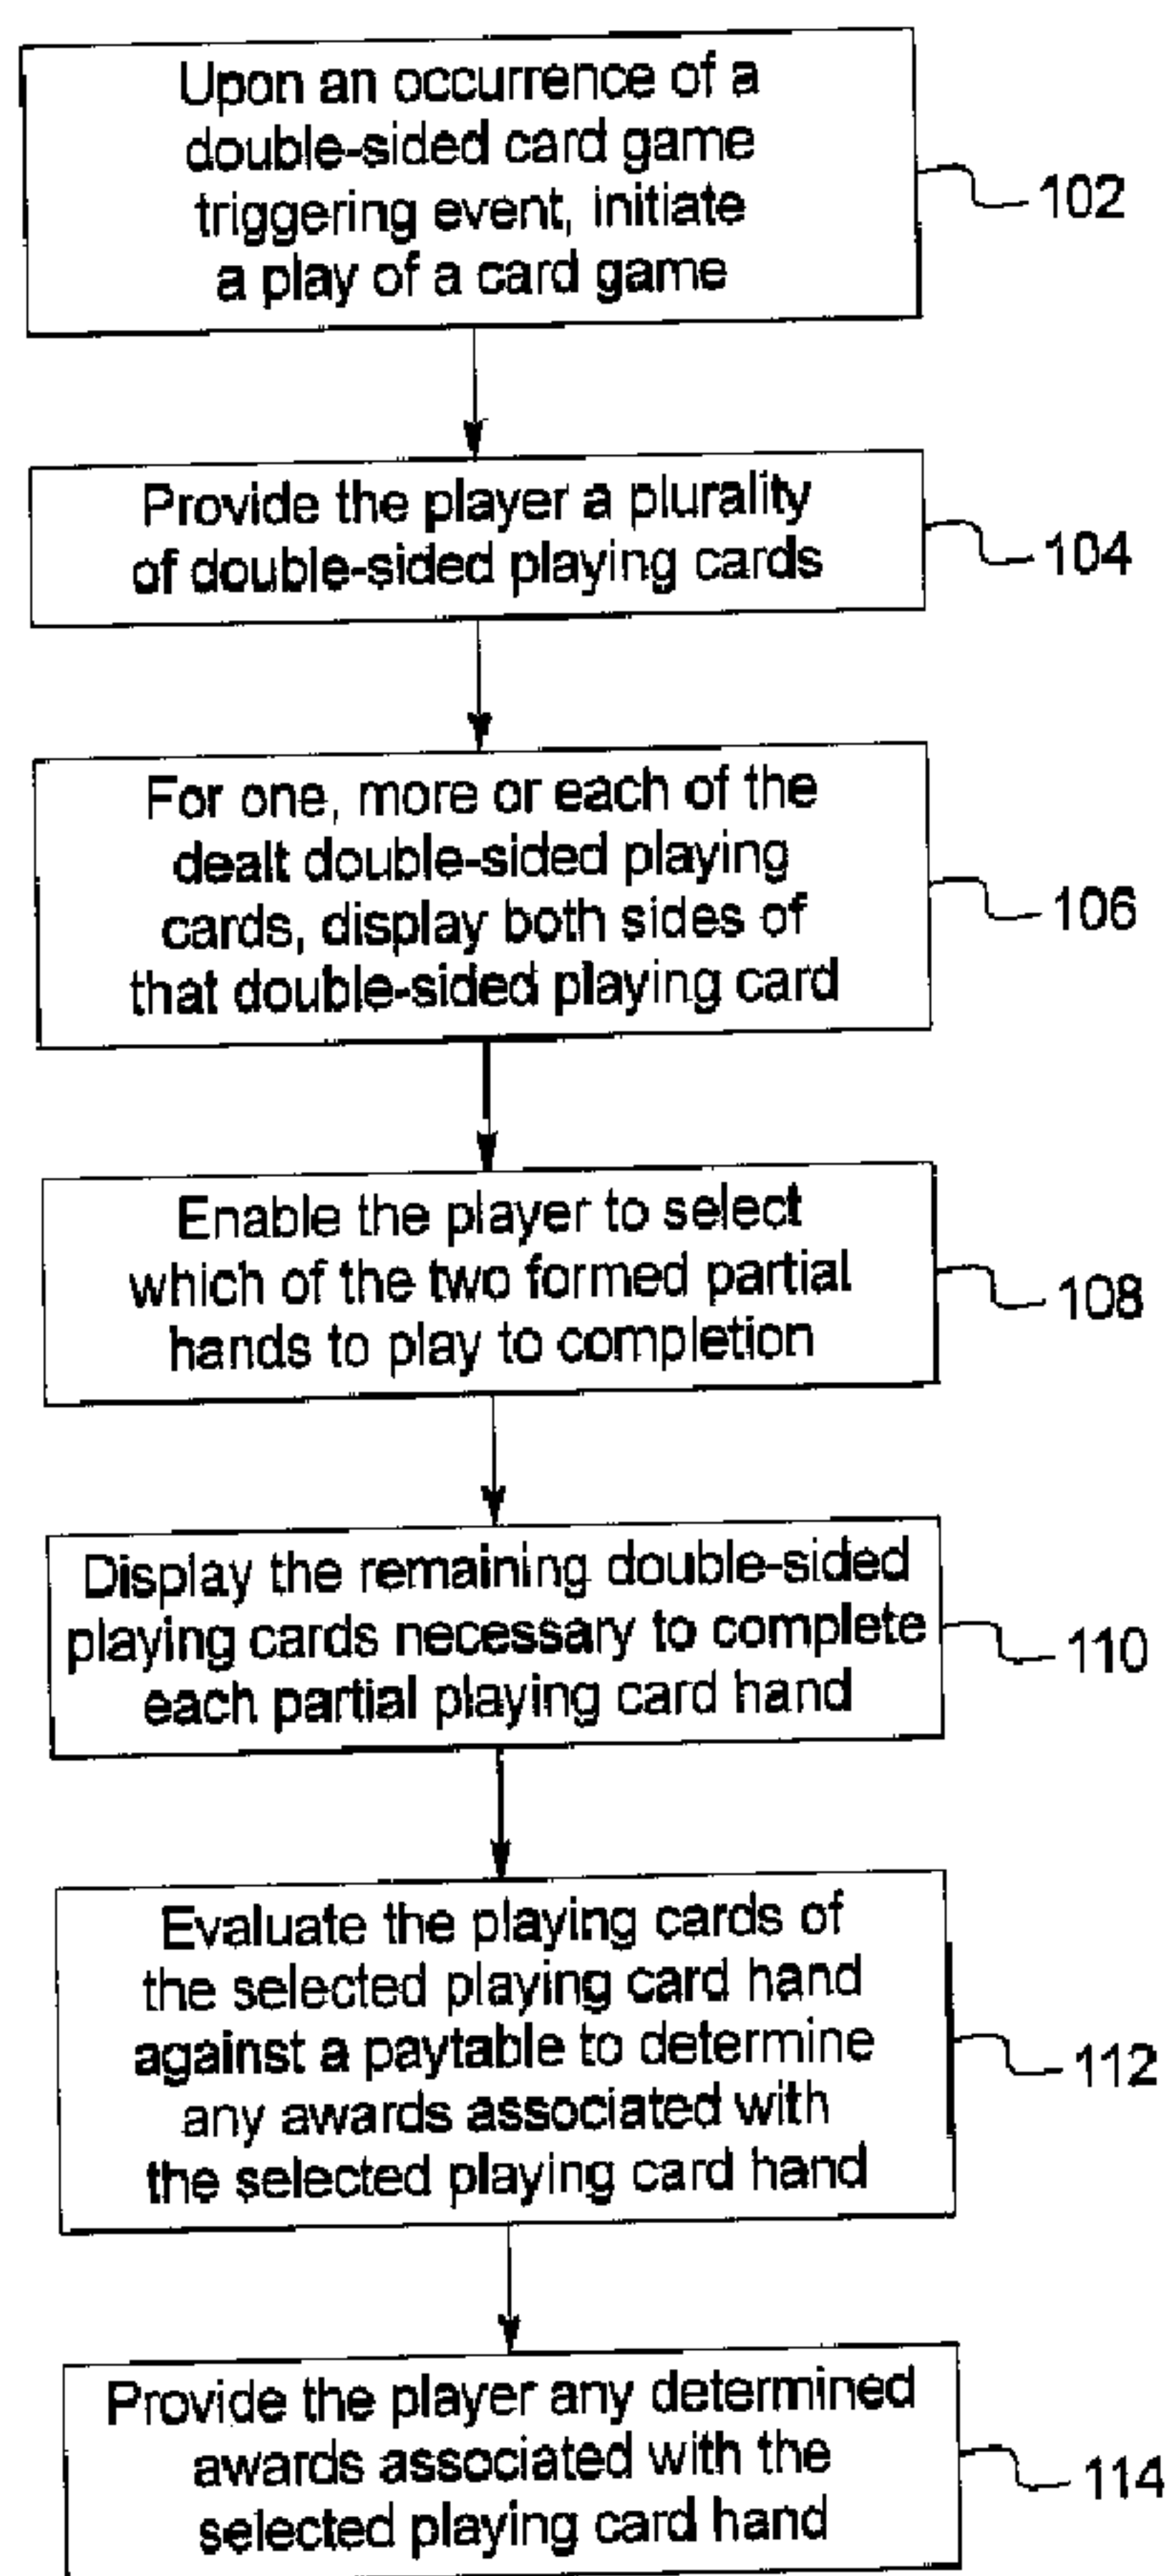 Upon an occurrence of a
double-sided card game
triggering event, initiate
a play of a card game
102
Provide the player a plurality
of double-sided playing cards
104
For one, more or each of the
dealt double-sided playing
cards, display both sides of
that double-sided playing card
106
Enable the player to select
which of the two formed partial
hands to play to completion
108
Display the remaining double-sided
playing cards necessary to complete
each partial playing card hand
110
Evaluate the playing cards of
the selected playing card hand
against a paytable to determine
any awards associated with
the selected playing card hand
112
Provide the player any determined
awards associated with the
selected playing card hand
114